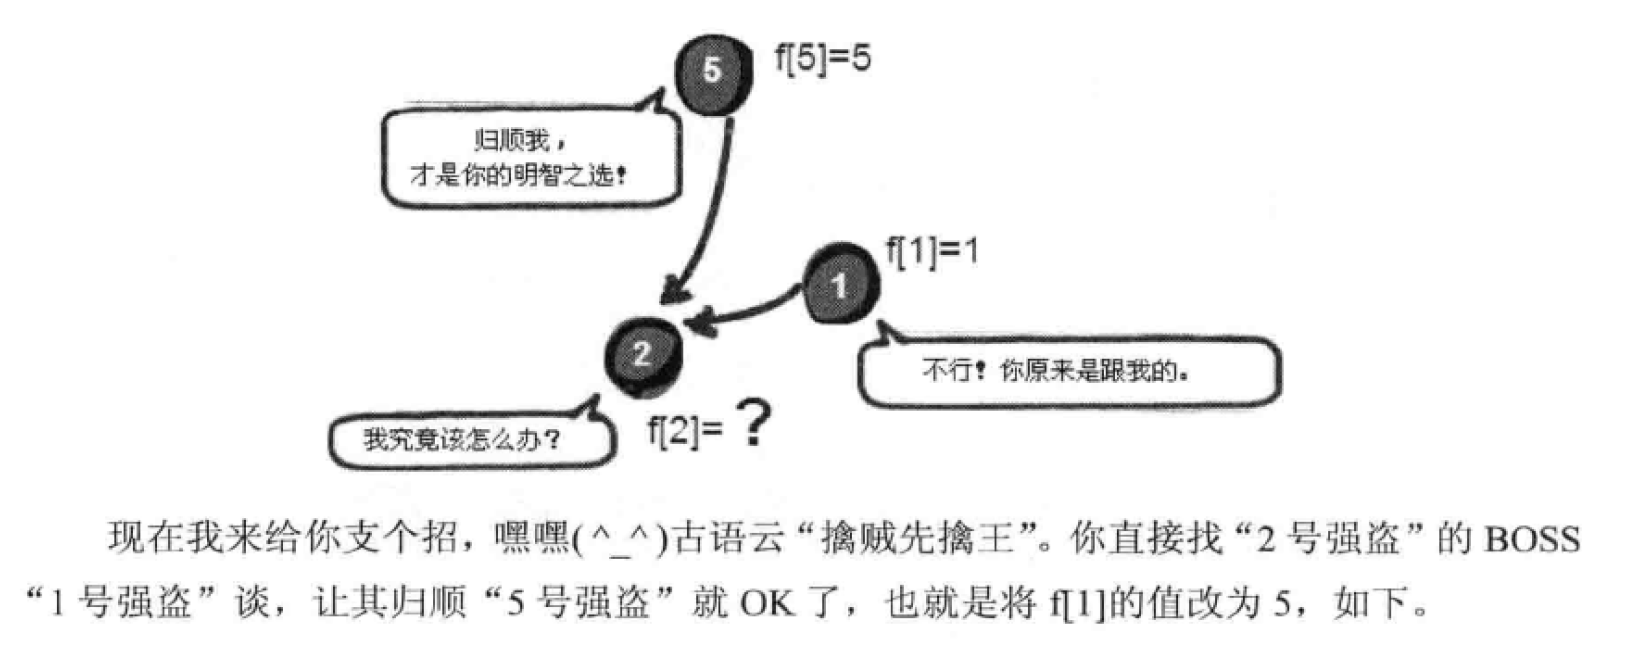 5
f[5]=5
归顺我，
才是你的明智之选！
f[1]=1
1
2
不行！你原来是跟我的。
我究竟该怎么办？
f[2]=？
现在我来给你支个招，嘿嘿(^_^)古语云“擒贼先擒王”。你直接找“2 号强盗”的 BOSS
“1 号强盗”谈，让其归顺“5 号强盗”就 OK 了，也就是将 f[1]的值改为 5，如下。